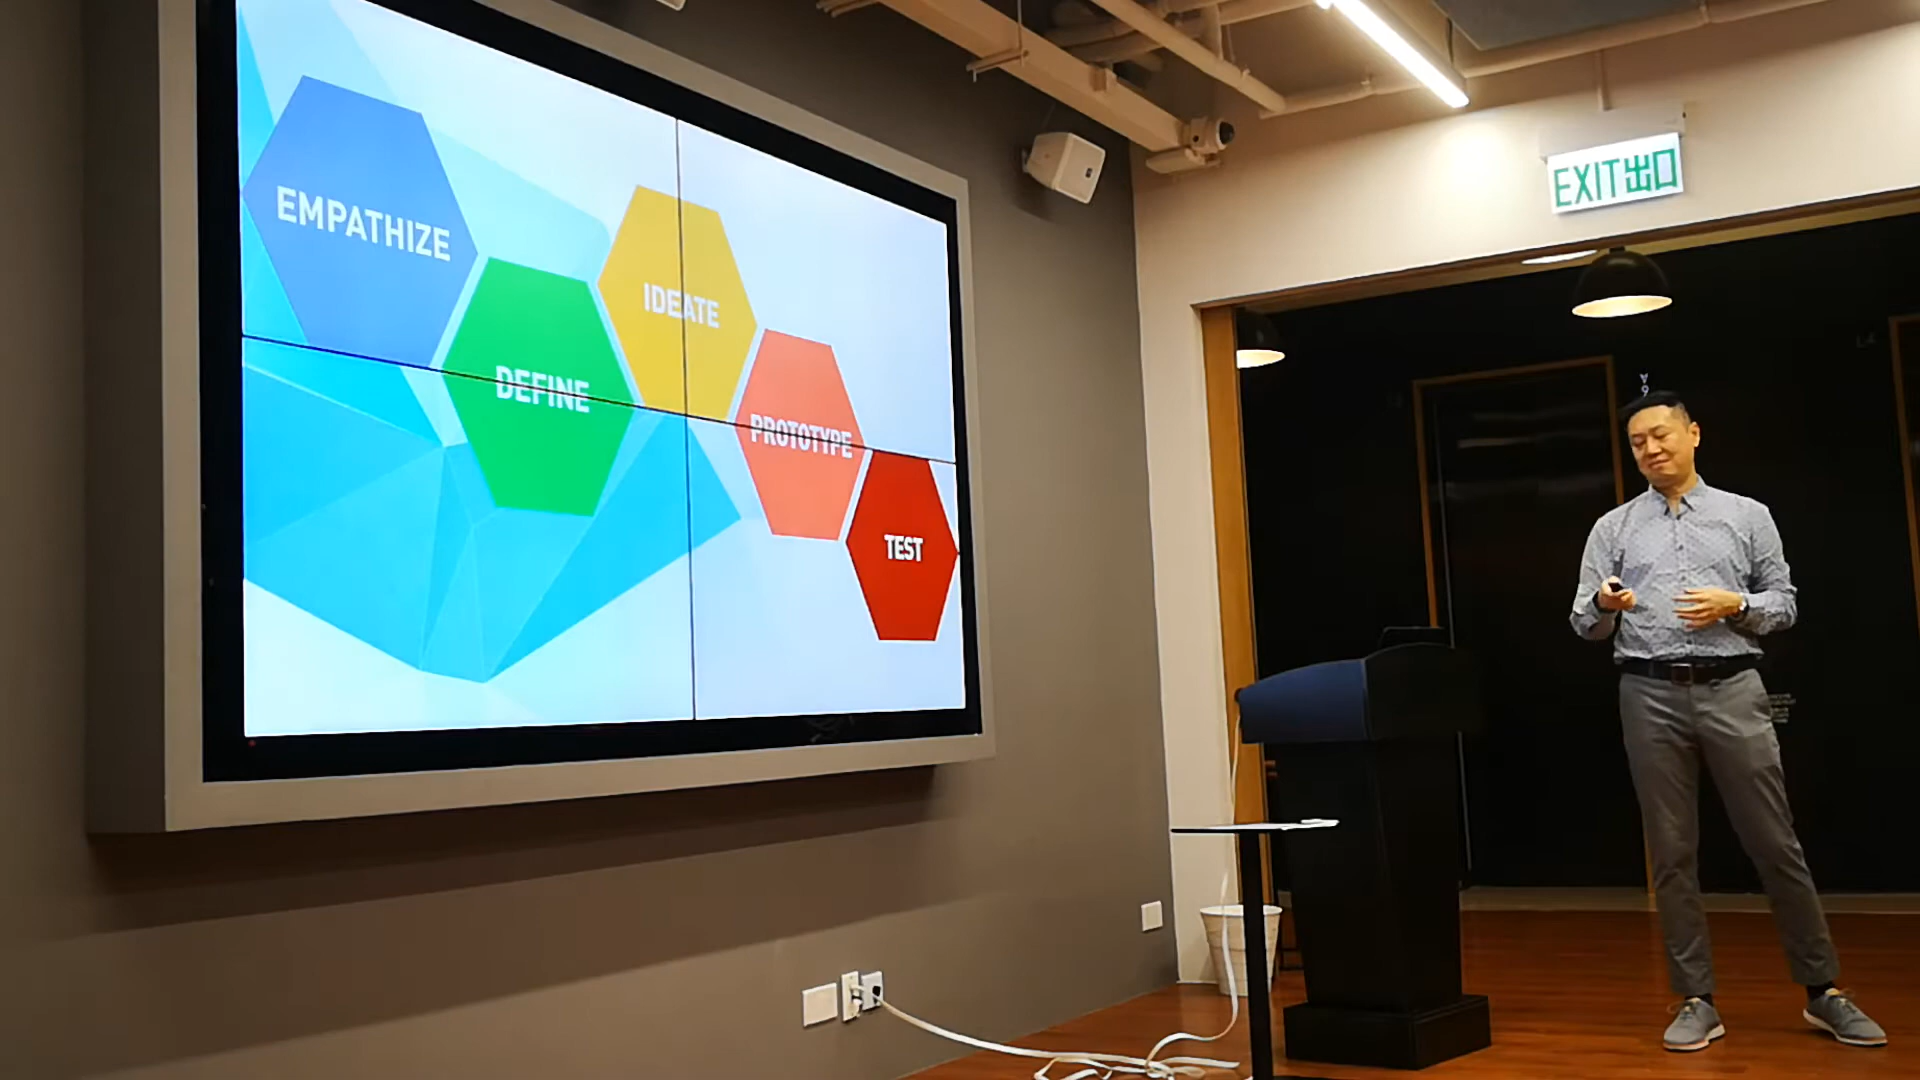 EMPATHIZE
DEFINE
IDEATE
PROTOTYPE
TEST
EXIT出口